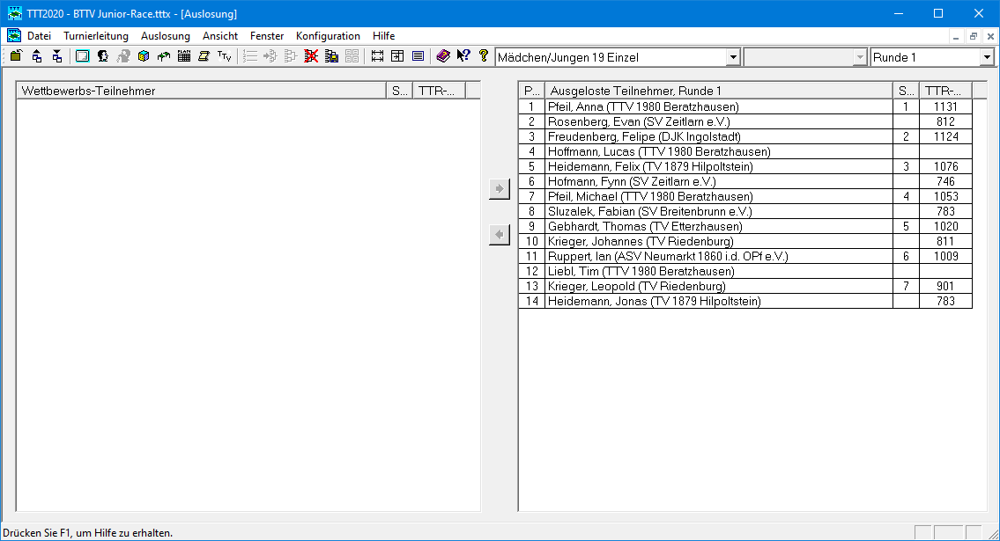 TTT2020 - BTTV Junior-Race.tttx - [Auslosung]
Datei Turnierleitung Auslosung Ansicht Fenster Konfiguration Hilfe
Mädchen/Jungen 19 Einzel Runde 1
Wettbewerbs-Teilnehmer S... TTR-... P... Ausgeloste Teilnehmer, Runde 1 S... TTR-...
1 Pfeil, Anna (TTV 1980 Beratzhausen) 1 1131
2 Rosenberg, Evan (SV Zeitlarn e.V.) 812
3 Freudenberg, Felipe (DJK Ingolstadt) 2 1124
4 Hoffmann, Lucas (TTV 1980 Beratzhausen)
5 Heidemann, Felix (TV 1879 Hilpoltstein) 3 1076
6 Hofmann, Fynn (SV Zeitlarn e.V.) 746
7 Pfeil, Michael (TTV 1980 Beratzhausen) 4 1053
8 Sluzalek, Fabian (SV Breitenbrunn e.V.) 783
9 Gebhardt, Thomas (TV Etterzhausen) 5 1020
10 Krieger, Johannes (TV Riedenburg) 811
11 Ruppert, Ian (ASV Neumarkt 1860 i.d. OPf e.V.) 6 1009
12 Liebl, Tim (TTV 1980 Beratzhausen)
13 Krieger, Leopold (TV Riedenburg) 7 901
14 Heidemann, Jonas (TV 1879 Hilpoltstein) 783
Drücken Sie F1, um Hilfe zu erhalten.